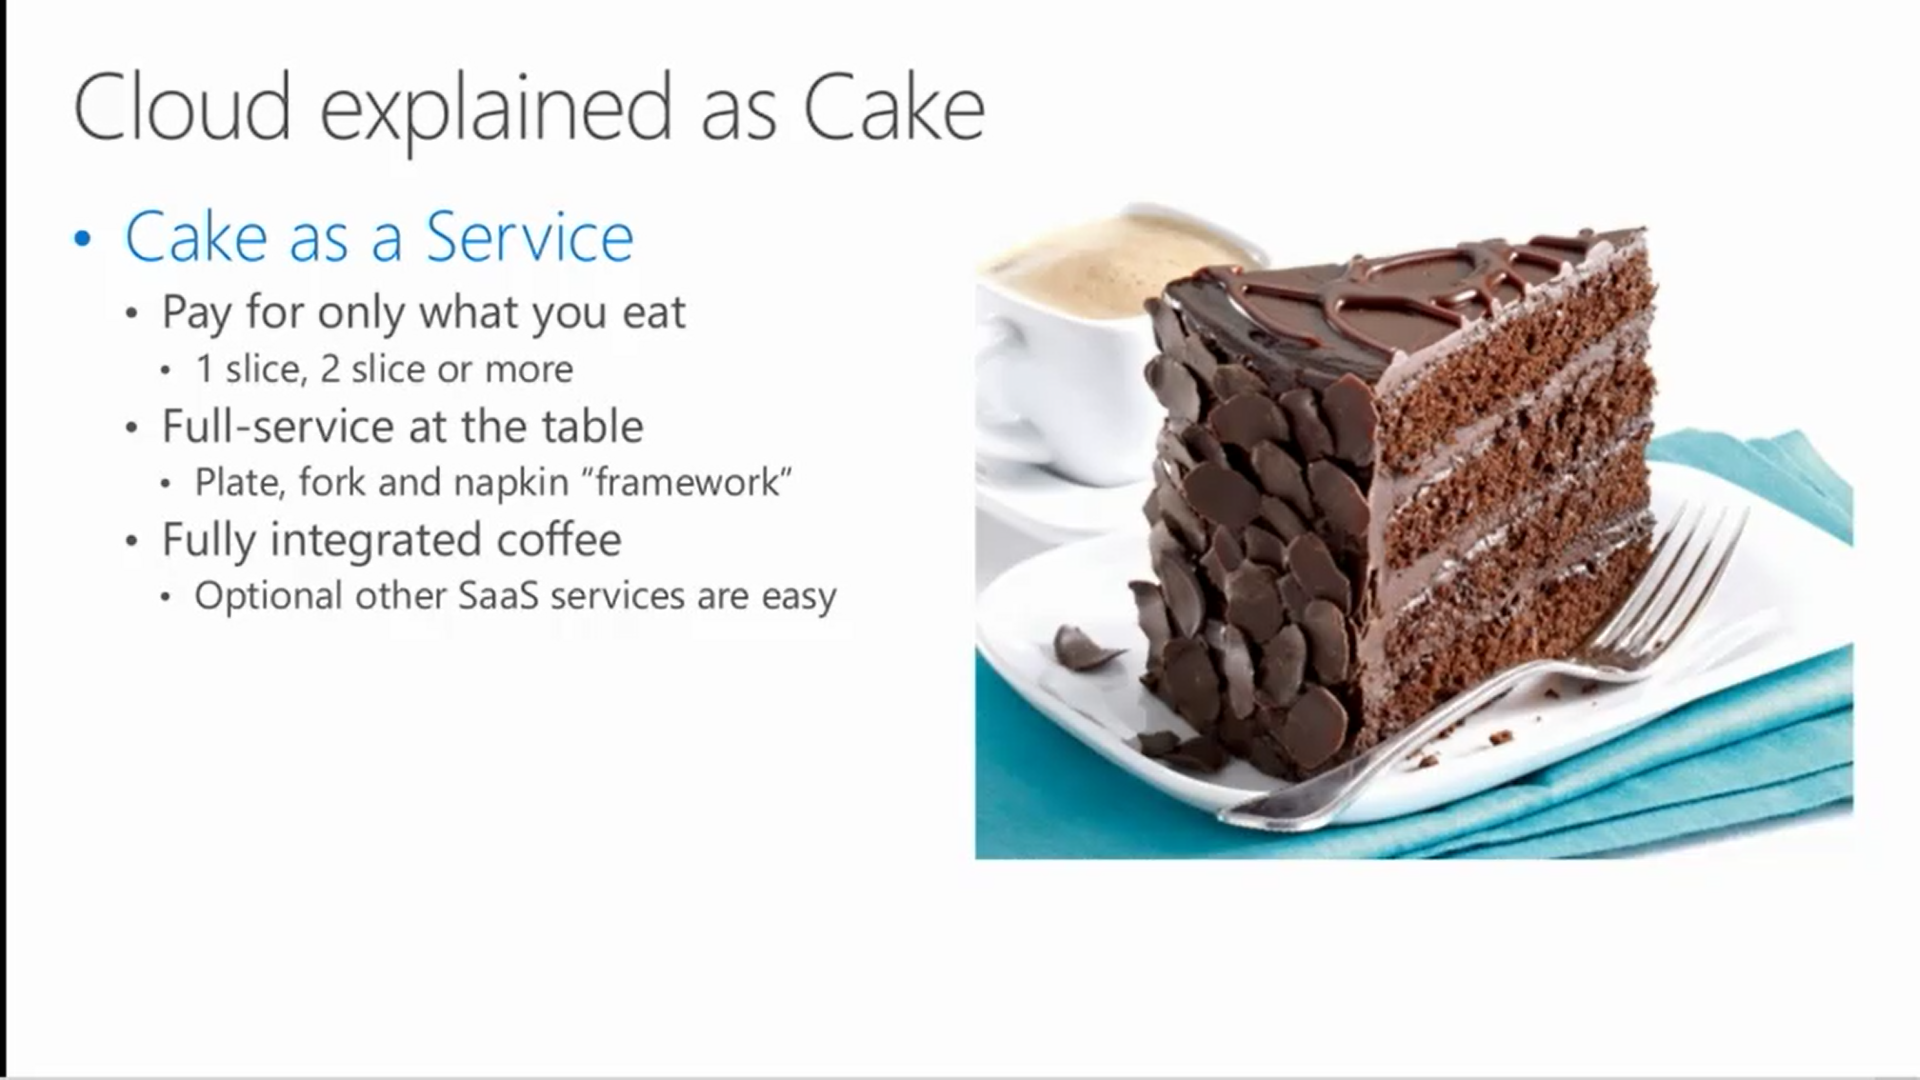 Cloud explained as Cake
• Cake as a Service
• Pay for only what you eat
• 1 slice, 2 slice or more
• Full-service at the table
• Plate, fork and napkin “framework”
• Fully integrated coffee
• Optional other SaaS services are easy